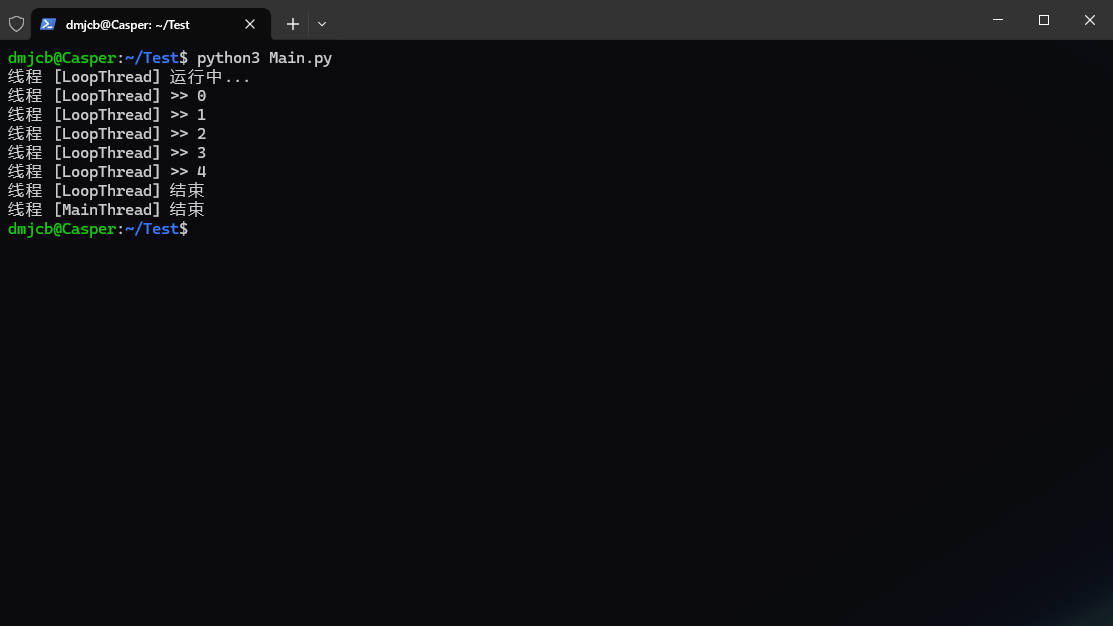 dmjcb@Casper: ~/Test
dmjcb@Casper:~/Test$ python3 Main.py
线程 [LoopThread] 运行中...
线程 [LoopThread] >> 0
线程 [LoopThread] >> 1
线程 [LoopThread] >> 2
线程 [LoopThread] >> 3
线程 [LoopThread] >> 4
线程 [LoopThread] 结束
线程 [MainThread] 结束
dmjcb@Casper:~/Test$